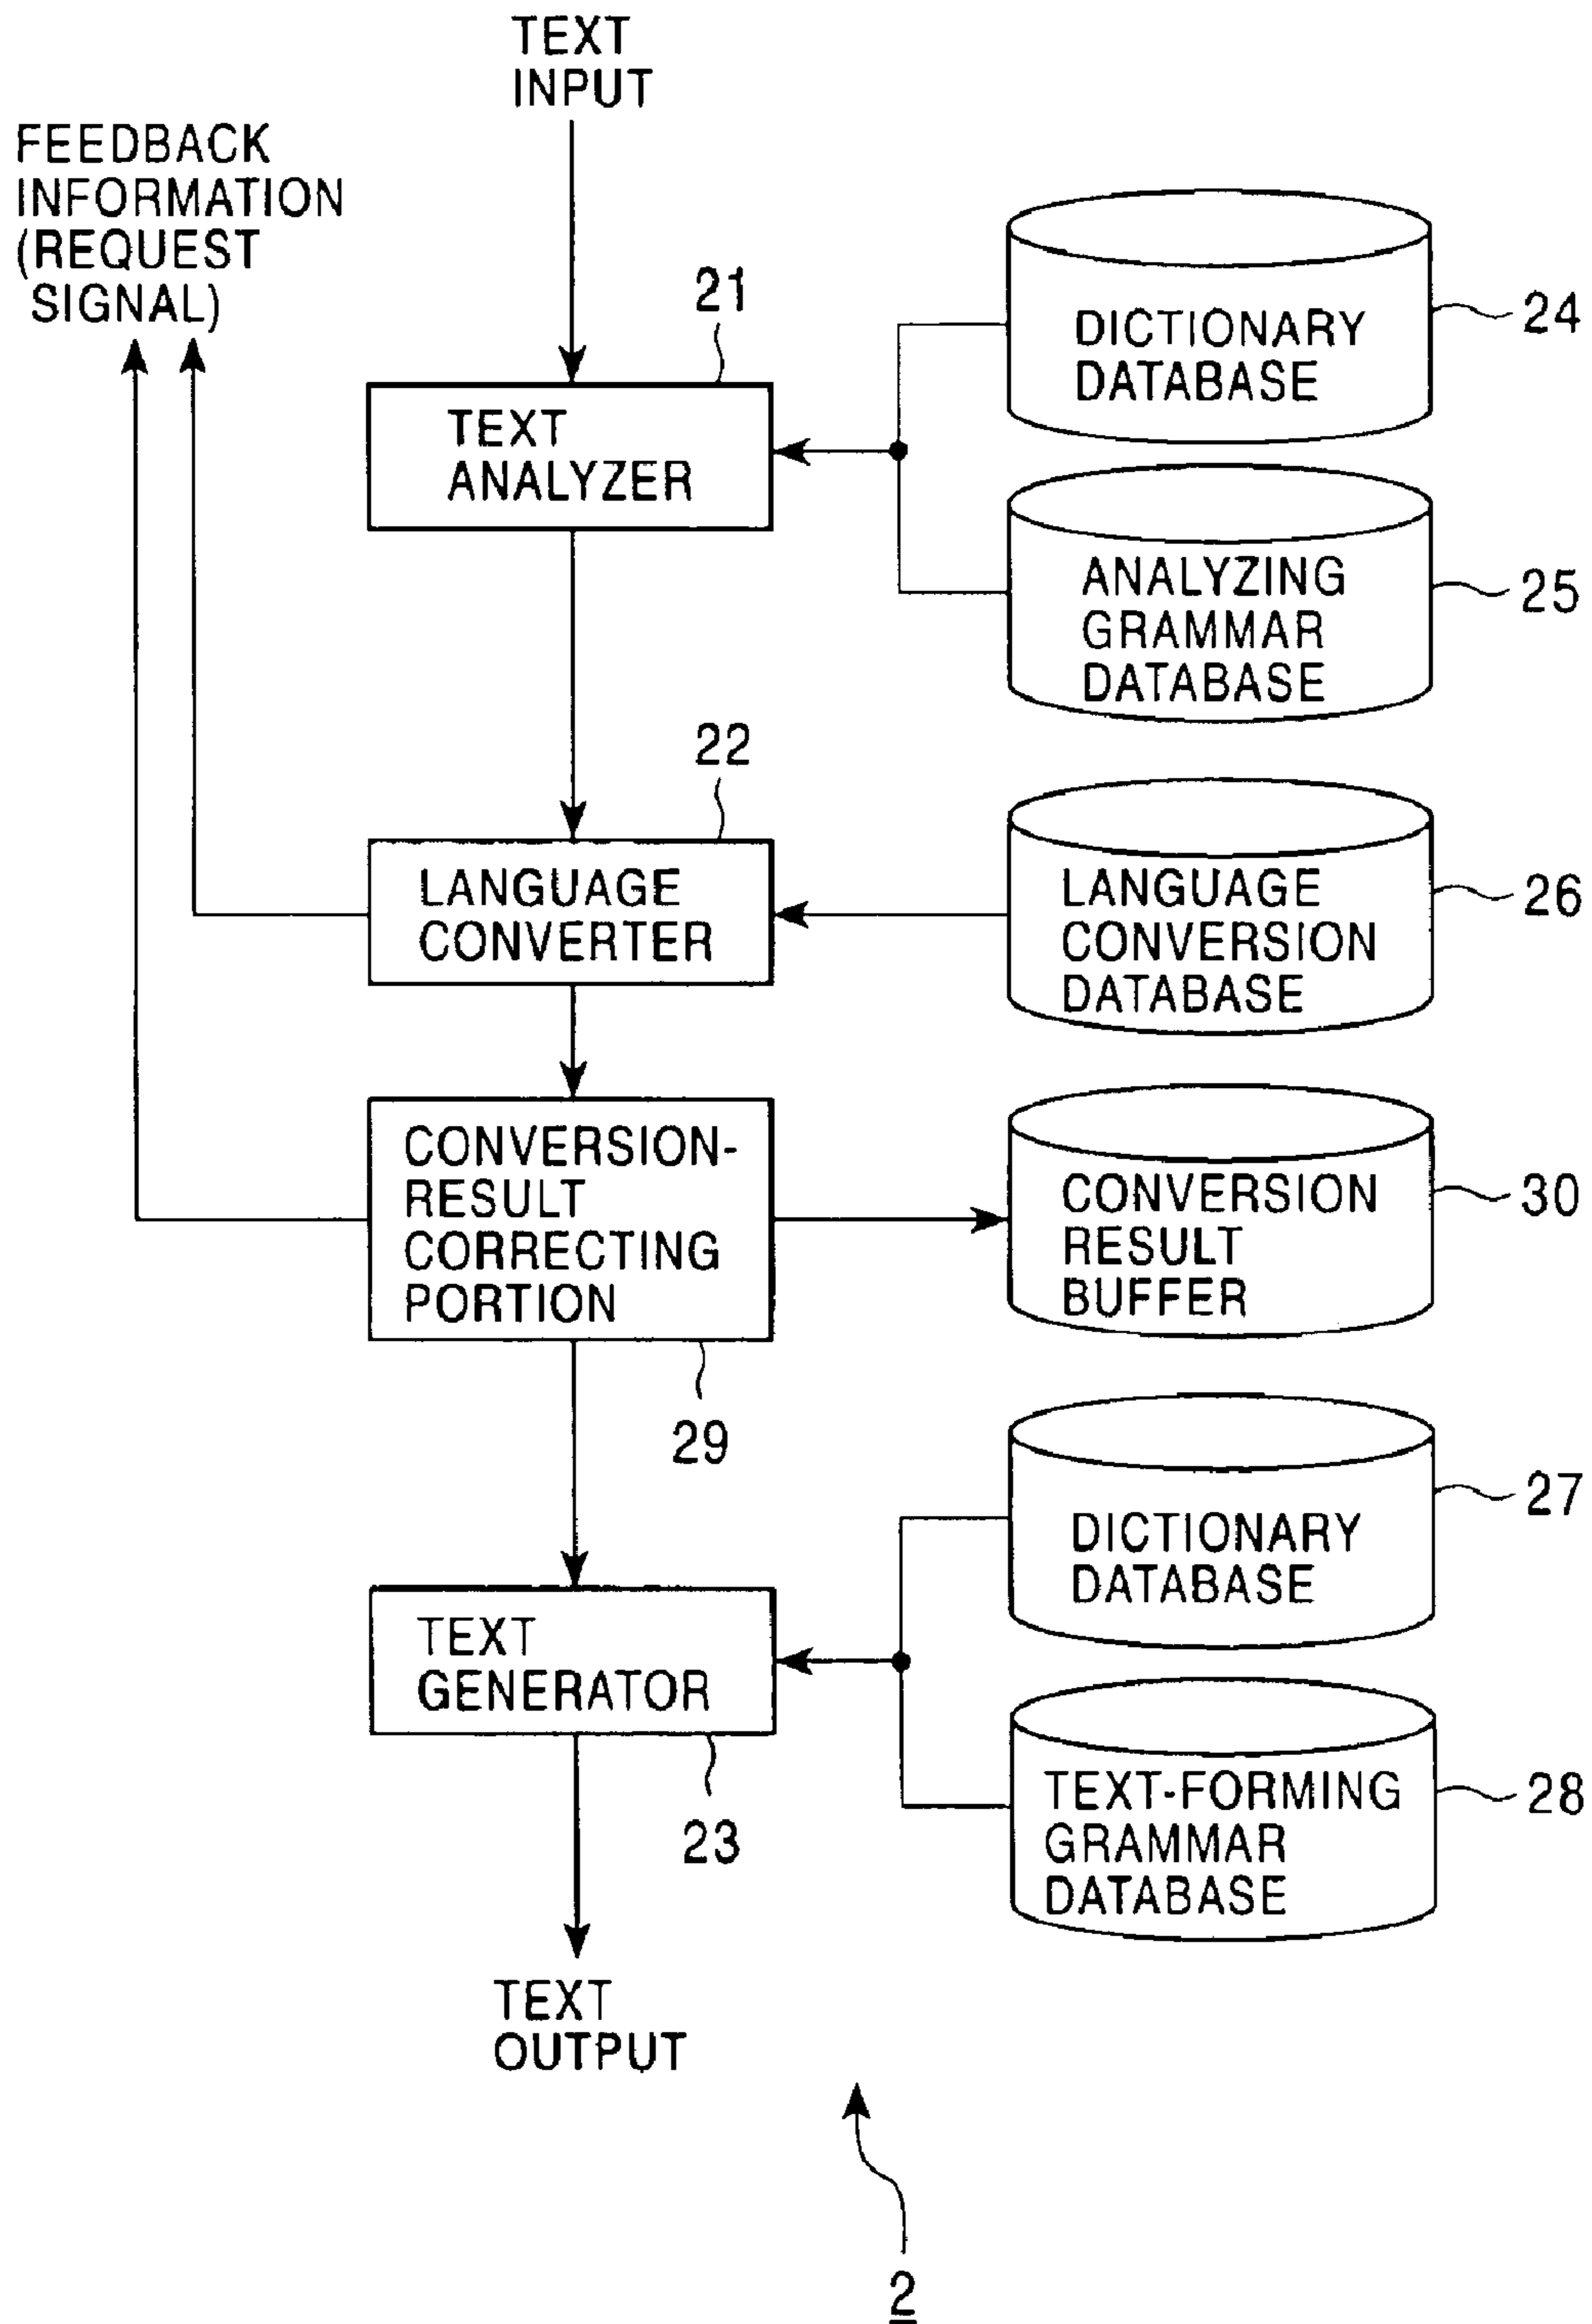 TEXT
INPUT
FEEDBACK
INFORMATION
(REQUEST
SIGNAL)
21
TEXT
ANALYZER
DICTIONARY
DATABASE
24
ANALYZING
GRAMMAR
DATABASE
25
22
LANGUAGE
CONVERTER
LANGUAGE
CONVERSION
DATABASE
26
CONVERSION-
RESULT
CORRECTING
PORTION
29
CONVERSION
RESULT
BUFFER
30
DICTIONARY
DATABASE
27
TEXT
GENERATOR
23
TEXT-FORMING
GRAMMAR
DATABASE
28
TEXT
OUTPUT
2